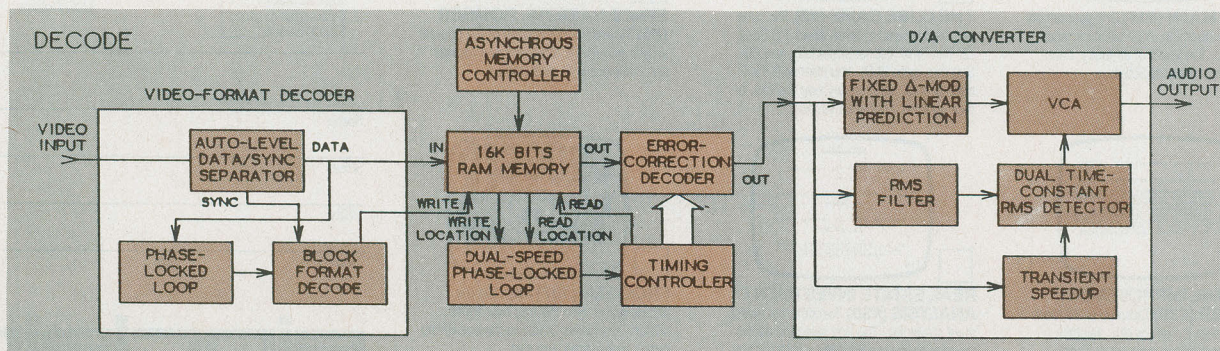 DECODE
VIDEO-FORMAT DECODER
VIDEO
INPUT
AUTO-LEVEL
DATA/SYNC
SEPARATOR
DATA
SYNC
PHASE-
LOCKED
LOOP
BLOCK
FORMAT
DECODE
ASYNCHROUS
MEMORY
CONTROLLER
IN
16K BITS
RAM MEMORY
OUT
WRITE
WRITE
LOCATION
READ
LOCATION
READ
DUAL-SPEED
PHASE-LOCKED
LOOP
TIMING
CONTROLLER
ERROR-
CORRECTION
DECODER
OUT
D/A CONVERTER
FIXED Δ-MOD
WITH LINEAR
PREDICTION
VCA
AUDIO
OUTPUT
RMS
FILTER
DUAL TIME-
CONSTANT
RMS DETECTOR
TRANSIENT
SPEEDUP